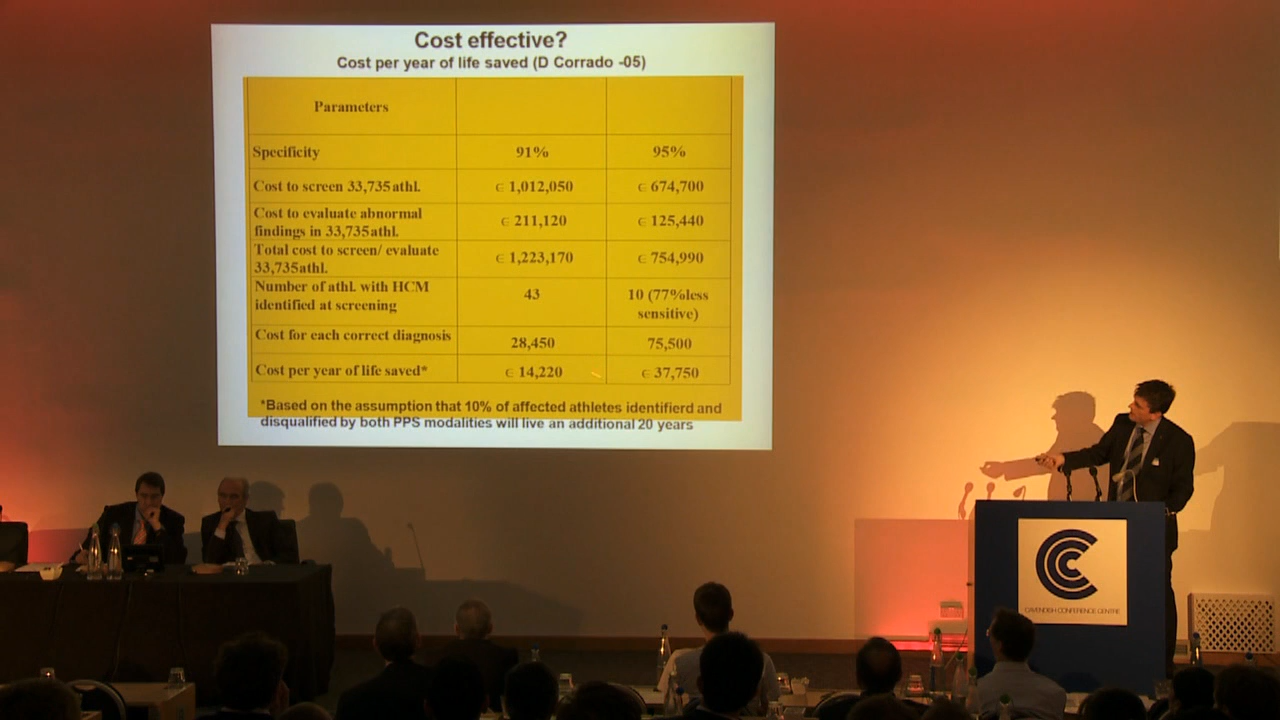 Cost effective?
Cost per year of life saved (D Corrado -05)
Parameters
Specificity 91% 95%
Cost to screen 33,735 athl. € 1,012,050 € 674,700
Cost to evaluate abnormal
findings in 33,735athl. € 211,120 € 125,440
Total cost to screen/ evaluate
33,735athl. € 1,223,170 € 754,990
Number of athl. with HCM
identified at screening 43 10 (77%less
sensitive)
Cost for each correct diagnosis 28,450 75,500
Cost per year of life saved* € 14,220 € 37,750
*Based on the assumption that 10% of affected athletes identifierd and
disqualified by both PPS modalities will live an additional 20 years
CAVENDISH CONFERENCE CENTRE